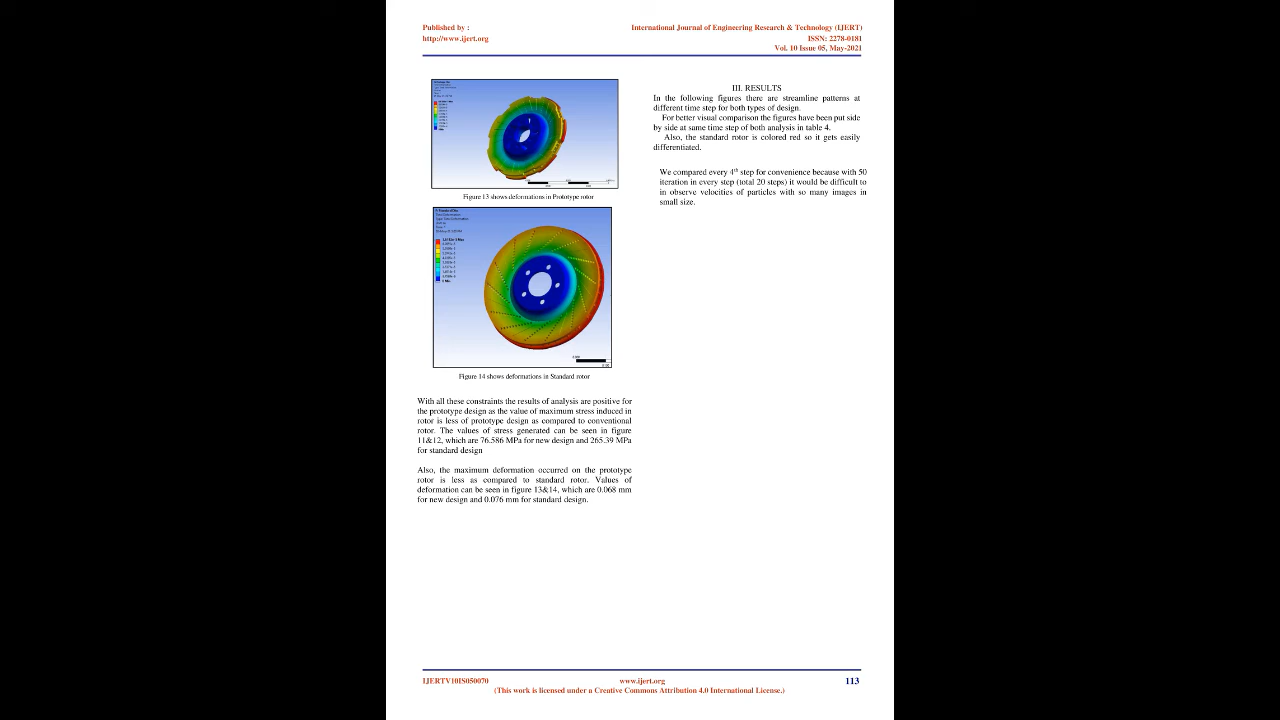 Published by :
http://www.ijert.org
International Journal of Engineering Research & Technology (IJERT)
ISSN: 2278-0181
Vol. 10 Issue 05, May-2021
Figure 13 shows deformations in Prototype rotor
Figure 14 shows deformations in Standard rotor
With all these constraints the results of analysis are positive for
the prototype design as the value of maximum stress induced in
rotor is less of prototype design as compared to conventional
rotor. The values of stress generated can be seen in figure
11&12, which are 76.586 MPa for new design and 265.39 MPa
for standard design
Also, the maximum deformation occurred on the prototype
rotor is less as compared to standard rotor. Values of
deformation can be seen in figure 13&14, which are 0.068 mm
for new design and 0.076 mm for standard design.
III. RESULTS
In the following figures there are streamline patterns at
different time step for both types of design.
For better visual comparison the figures have been put side
by side at same time step of both analysis in table 4.
Also, the standard rotor is colored red so it gets easily
differentiated.
We compared every 4th step for convenience because with 50
iteration in every step (total 20 steps) it would be difficult to
in observe velocities of particles with so many images in
small size.
IJERTV10IS050070
www.ijert.org
113
(This work is licensed under a Creative Commons Attribution 4.0 International License.)